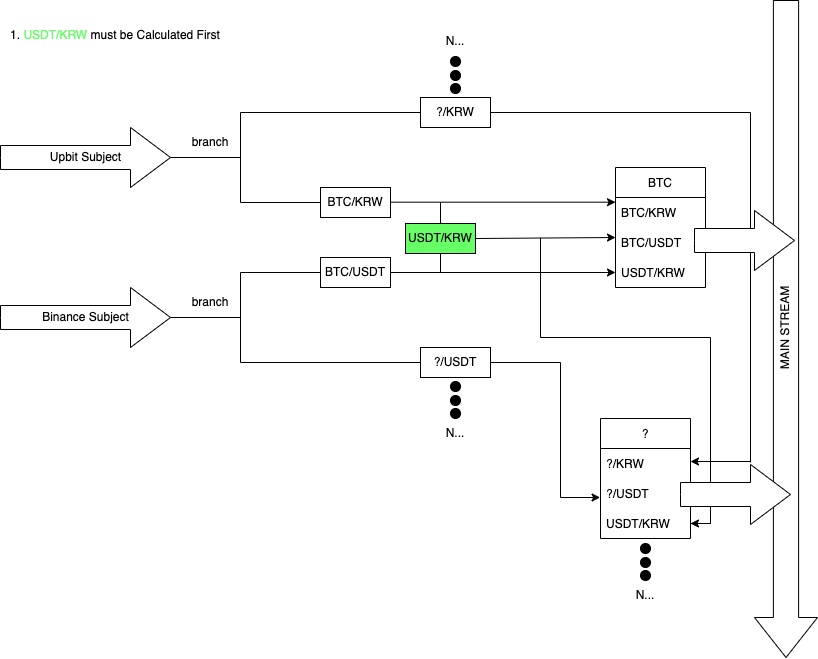 1. USDT/KRW must be Calculated First
N...
?/KRW
branch
Upbit Subject
BTC
BTC/KRW
BTC/KRW
USDT/KRW
BTC/USDT
BTC/USDT
USDT/KRW
branch
Binance Subject
MAIN STREAM
?/USDT
N...
?
?/KRW
?/USDT
USDT/KRW
N...